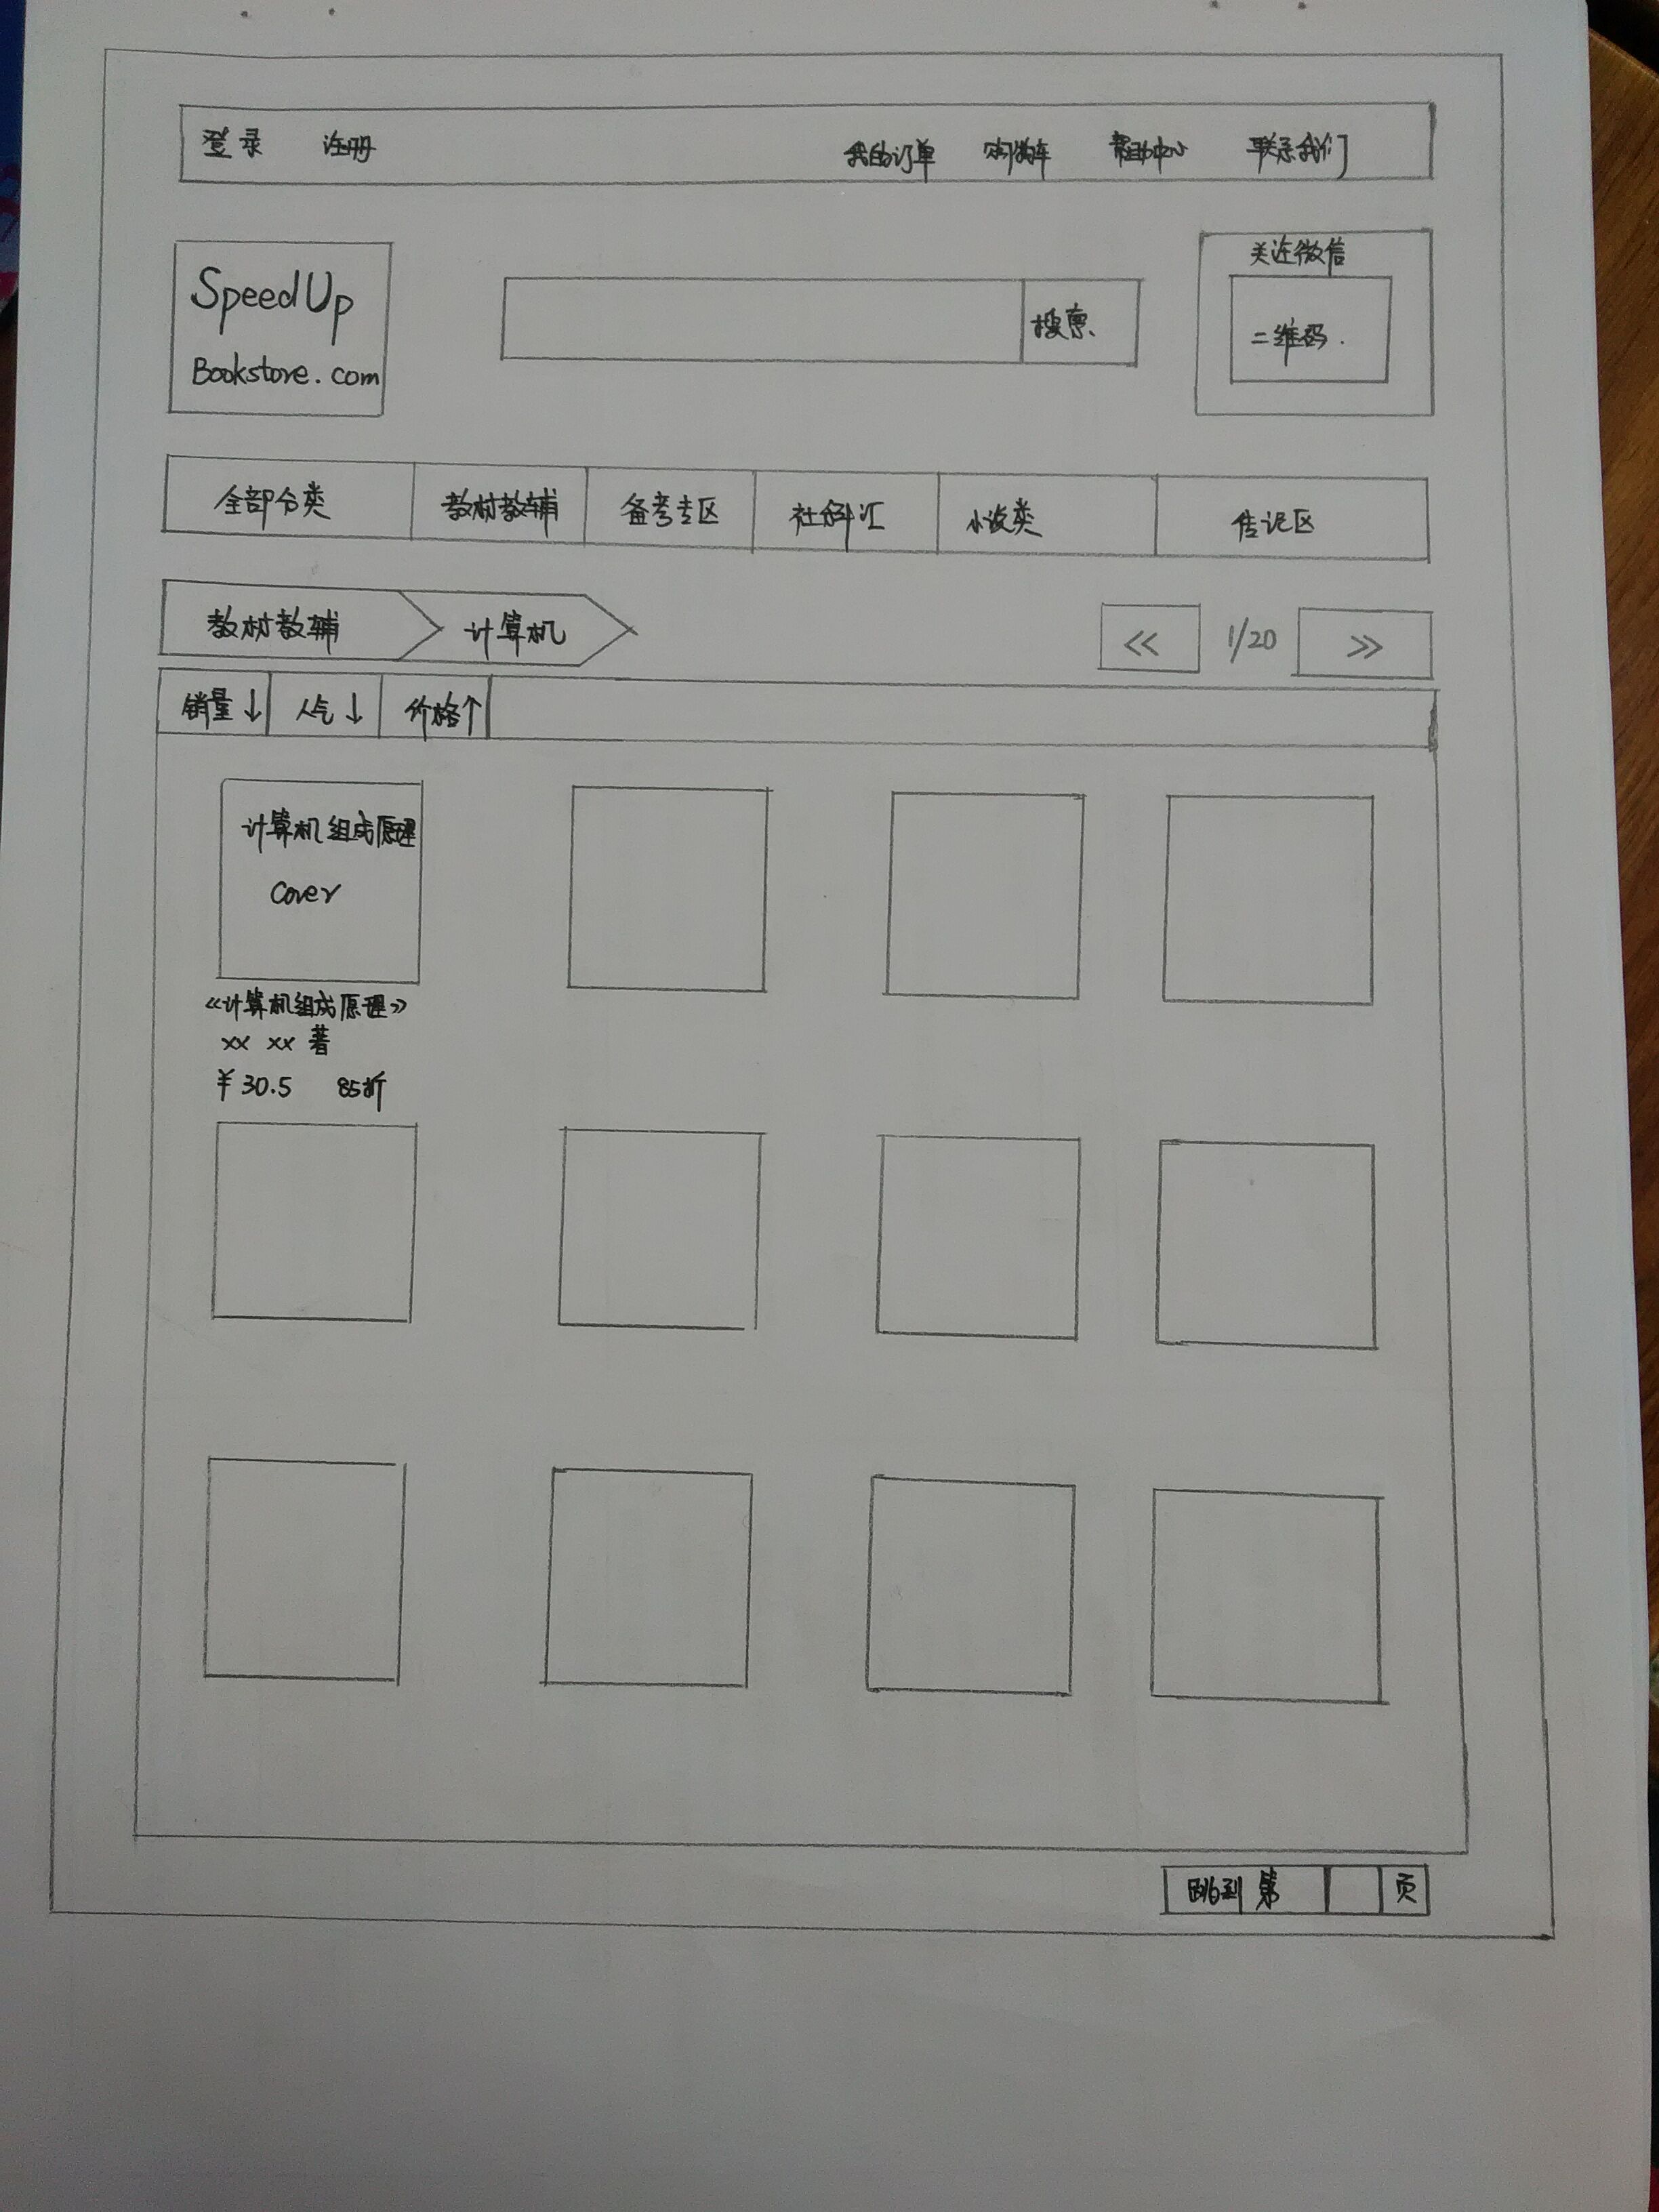 登录 注册 我的订单 购物车 帮助中心 联系我们
SpeedUp
Bookstore.com
搜索
关注微信
二维码.
全部分类 教材教辅 备考专区 社科汇 小说类 传记区
教材教辅 计算机 << 1/20 >>
销量↓ 人气↓ 价格↑
计算机组成原理
Cover
《计算机组成原理》
xx xx 著
¥30.5 85折
跳到 第 页